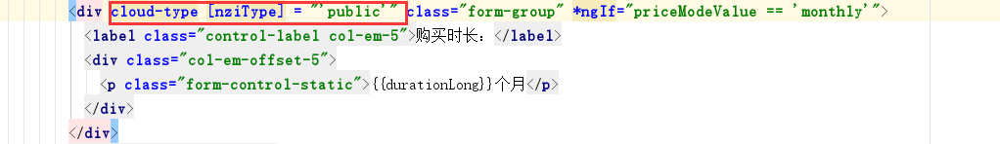 <div cloud-type [nziType] = "'public'" class="form-group" *ngIf="priceModeValue == 'monthly'">
<label class="control-label col-em-5">购买时长：</label>
<div class="col-em-offset-5">
<p class="form-control-static">{{durationLong}}个月</p>
</div>
</div>